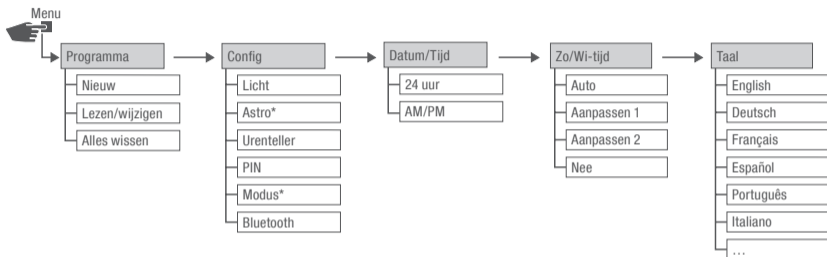 Menu
Programma
Nieuw
Lezen/wijzigen
Alles wissen
Config
Licht
Astro*
Urenteller
PIN
Modus*
Bluetooth
Datum/Tijd
24 uur
AM/PM
Zo/Wi-tijd
Auto
Aanpassen 1
Aanpassen 2
Nee
Taal
English
Deutsch
Français
Español
Português
Italiano
...